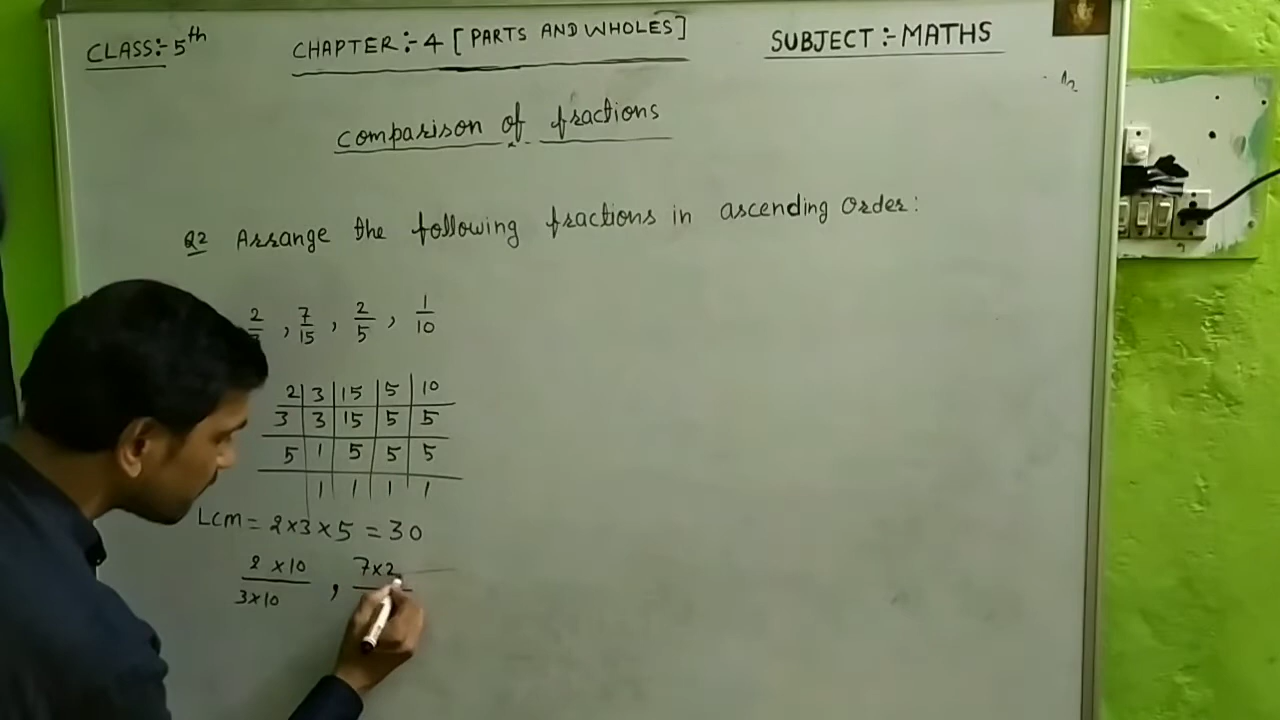 CLASS:- 5th CHAPTER:- 4 [PARTS AND WHOLES] SUBJECT:- MATHS
Comparison of fractions
Q2 Arrange the following fractions in ascending Order:
2/3, 7/15, 2/5, 1/10
2|3|15|5|10
3|3|15|5|5
5|1|5|5|5
|1|1|1|1
Lcm = 2×3×5 = 30
2×10/3×10, 7×2